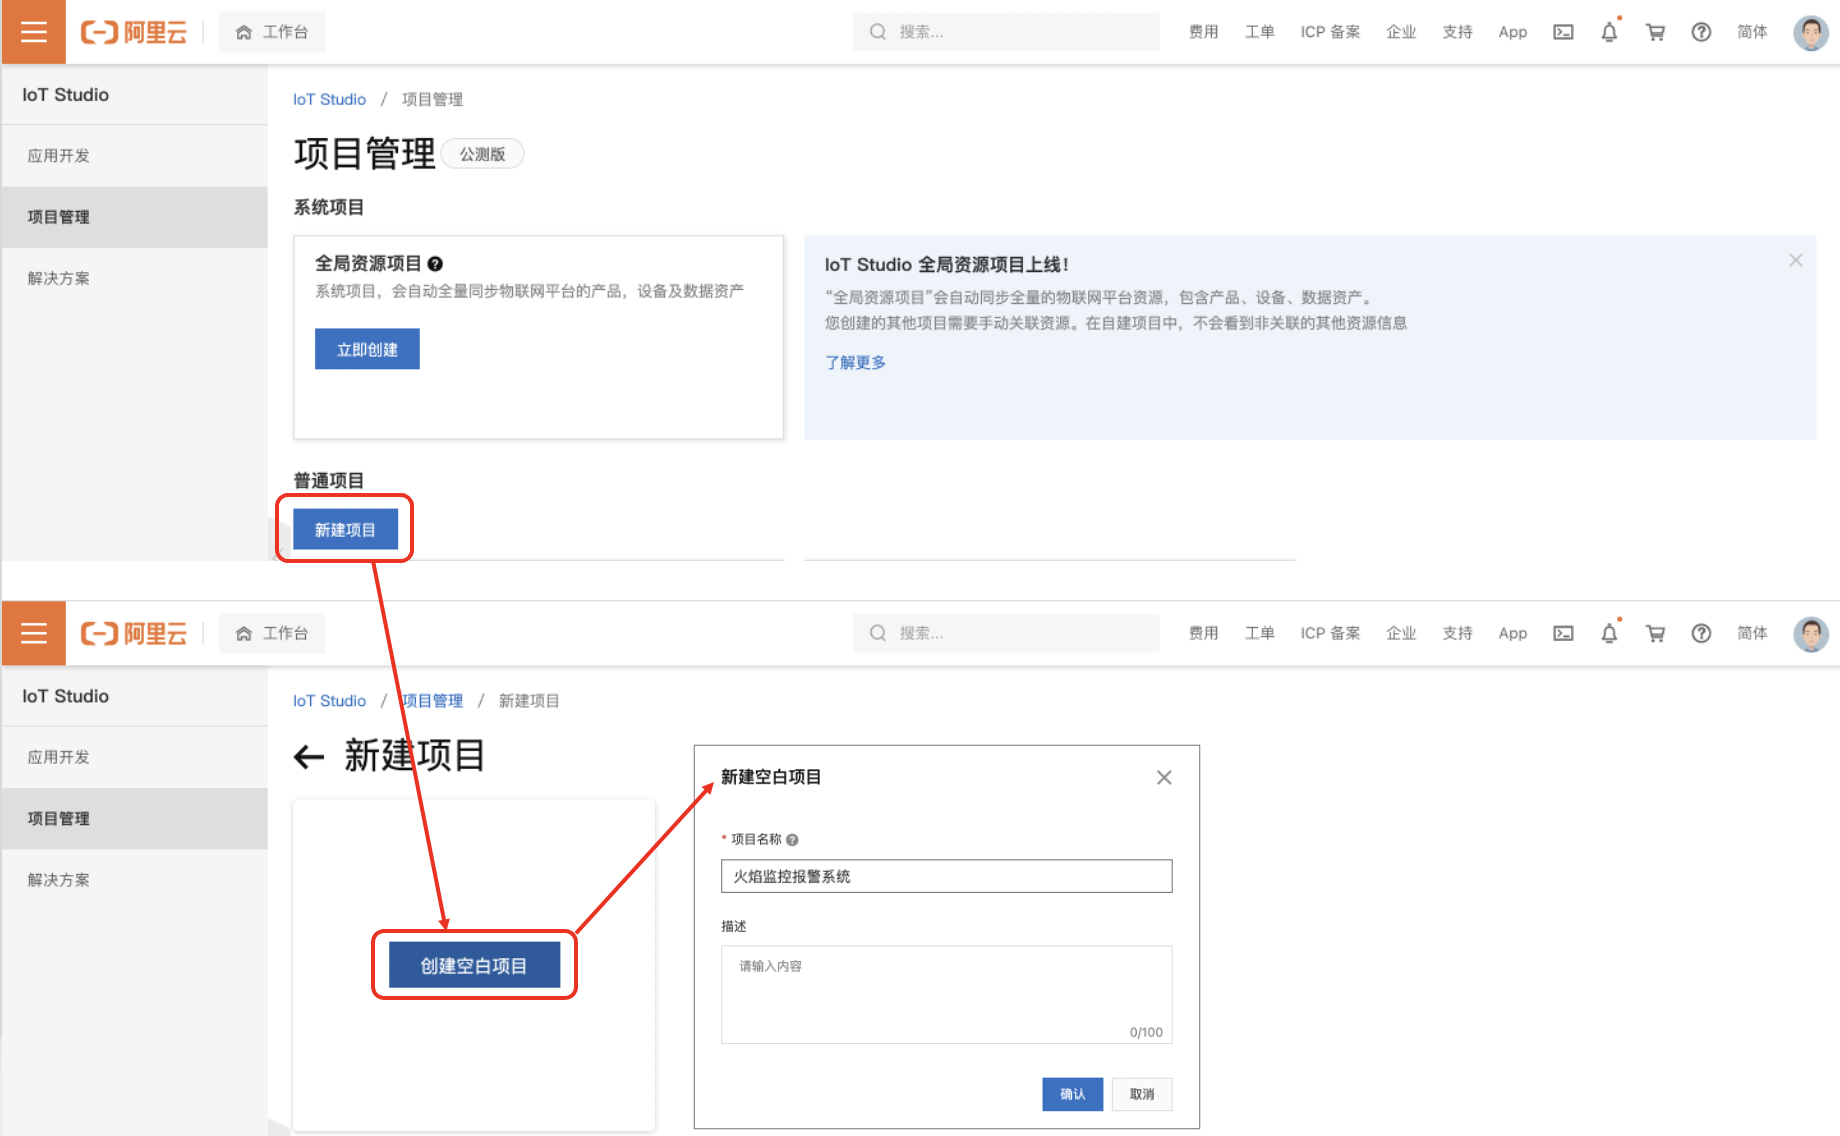 阿里云 工作台 搜索... 费用 工单 ICP 备案 企业 支持 App 简体
IoT Studio
应用开发
项目管理
解决方案
IoT Studio / 项目管理
项目管理 公测版
系统项目
全局资源项目
系统项目，会自动全量同步物联网平台的产品，设备及数据资产
立即创建
IoT Studio 全局资源项目上线！
“全局资源项目”会自动同步全量的物联网平台资源，包含产品、设备、数据资产。
您创建的其他项目需要手动关联资源。在自建项目中，不会看到非关联的其他资源信息
了解更多
普通项目
新建项目
阿里云 工作台 搜索... 费用 工单 ICP 备案 企业 支持 App 简体
IoT Studio
应用开发
项目管理
解决方案
IoT Studio / 项目管理 / 新建项目
← 新建项目
创建空白项目
新建空白项目
* 项目名称
火焰监控报警系统
描述
请输入内容
0/100
确认 取消